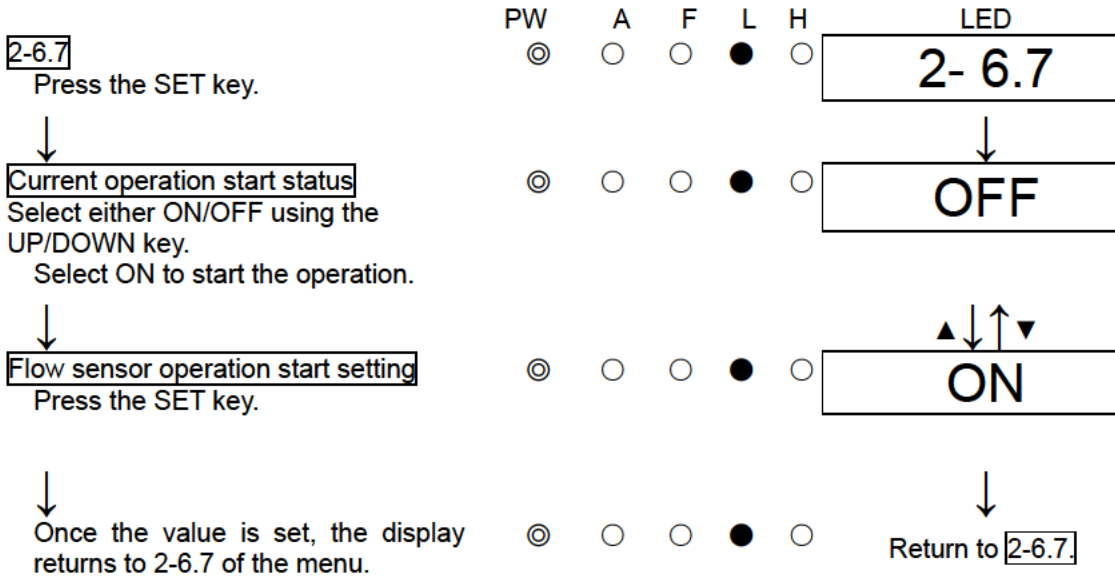 PW A F L H LED
2-6.7 ◎ ○ ○ ● ○ 2- 6.7
Press the SET key.
↓ ↓
Current operation start status ◎ ○ ○ ● ○ OFF
Select either ON/OFF using the
UP/DOWN key.
Select ON to start the operation.
↓ ▲↓↑▼
Flow sensor operation start setting ◎ ○ ○ ● ○ ON
Press the SET key.
↓ ↓
Once the value is set, the display ◎ ○ ○ ● ○ Return to 2-6.7.
returns to 2-6.7 of the menu.